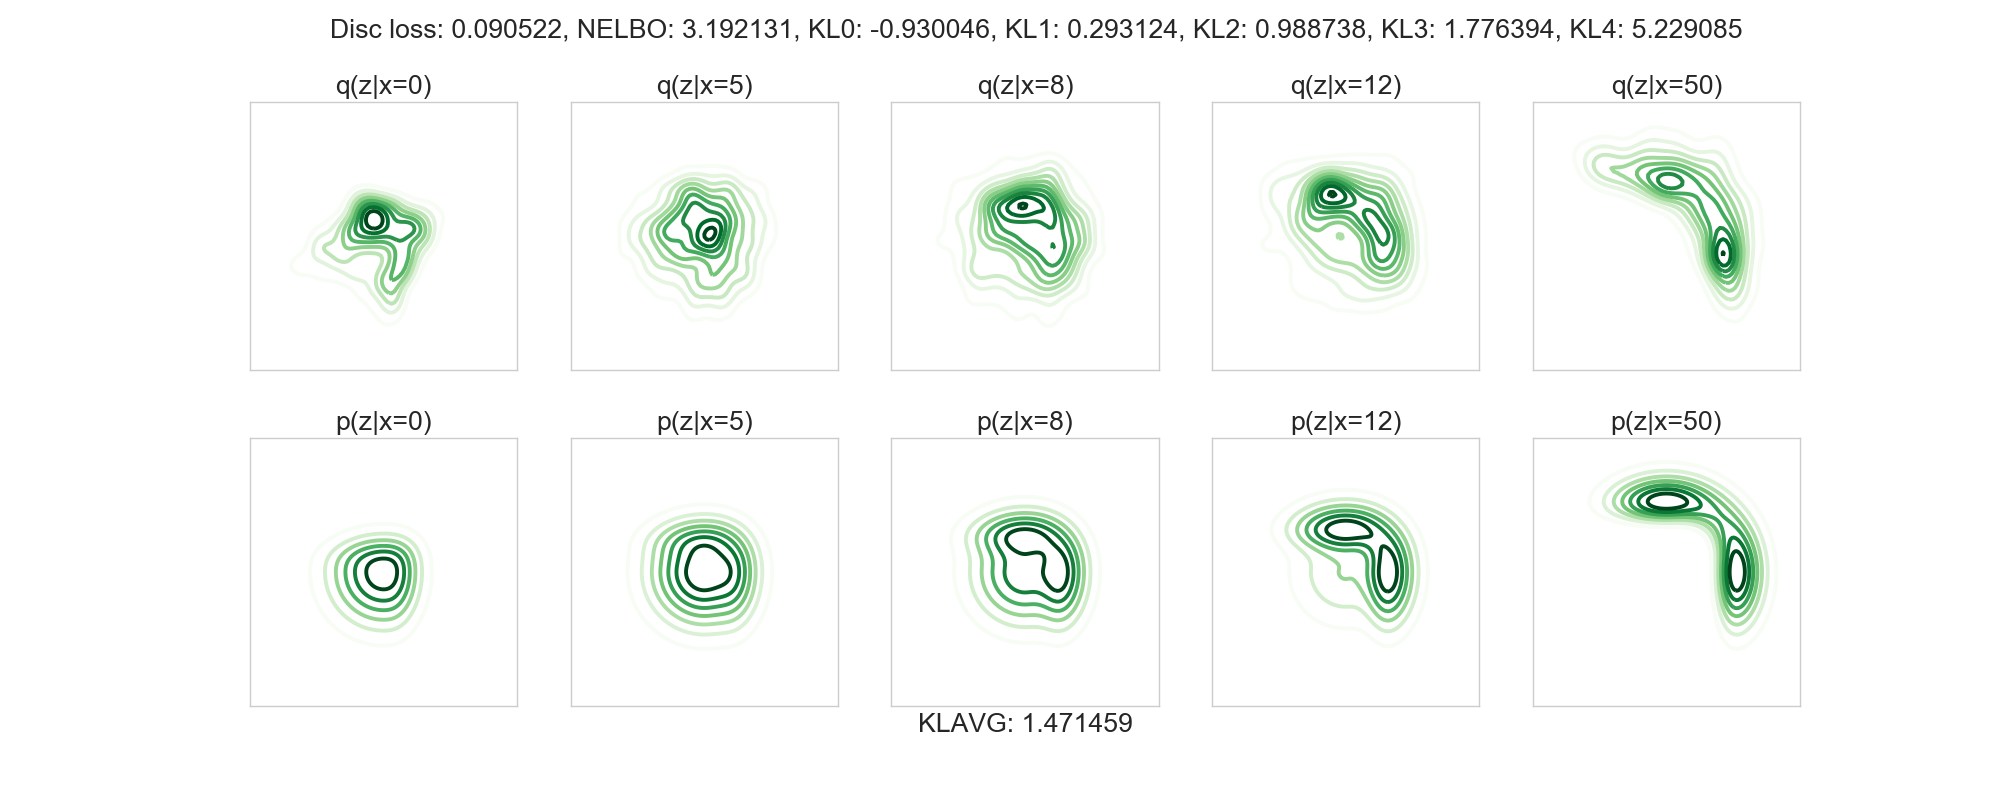 Disc loss: 0.090522, NELBO: 3.192131, KL0: -0.930046, KL1: 0.293124, KL2: 0.988738, KL3: 1.776394, KL4: 5.229085
q(z|x=0)
q(z|x=5)
q(z|x=8)
q(z|x=12)
q(z|x=50)
p(z|x=0)
p(z|x=5)
p(z|x=8)
p(z|x=12)
p(z|x=50)
KLAVG: 1.471459